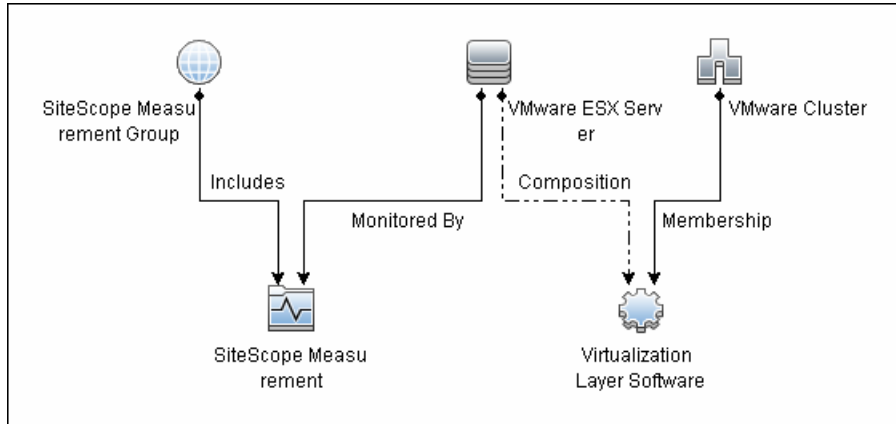 SiteScope Measu
rement Group
VMware ESX Serv
er
VMware Cluster
Includes
Composition
Monitored By
Membership
SiteScope Measu
rement
Virtualization
Layer Software